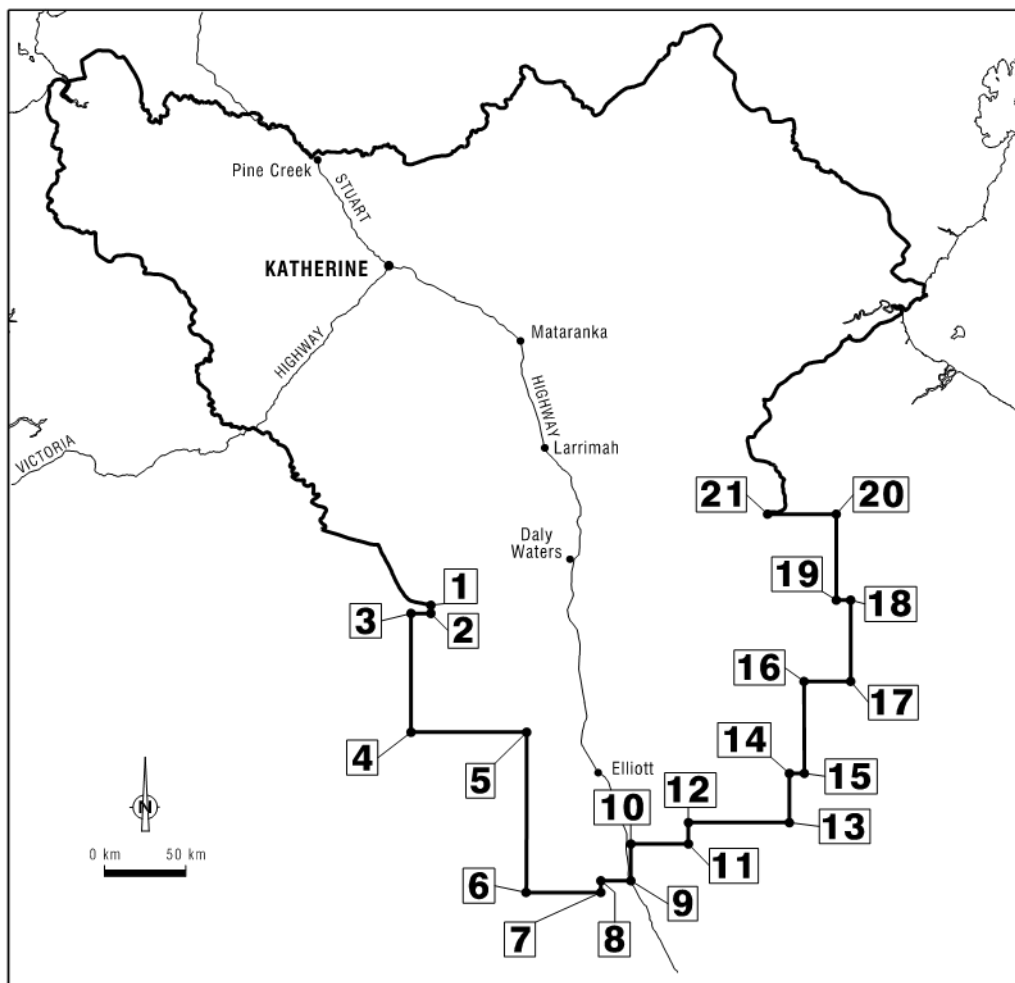 Pine Creek
STUART
KATHERINE
HIGHWAY
Mataranka
HIGHWAY
Larrimah
VICTORIA
21
20
Daly
Waters
19
18
1
3
2
16
17
4
5
14
15
Elliott
12
10
13
11
N
0 km 50 km
6
9
7
8